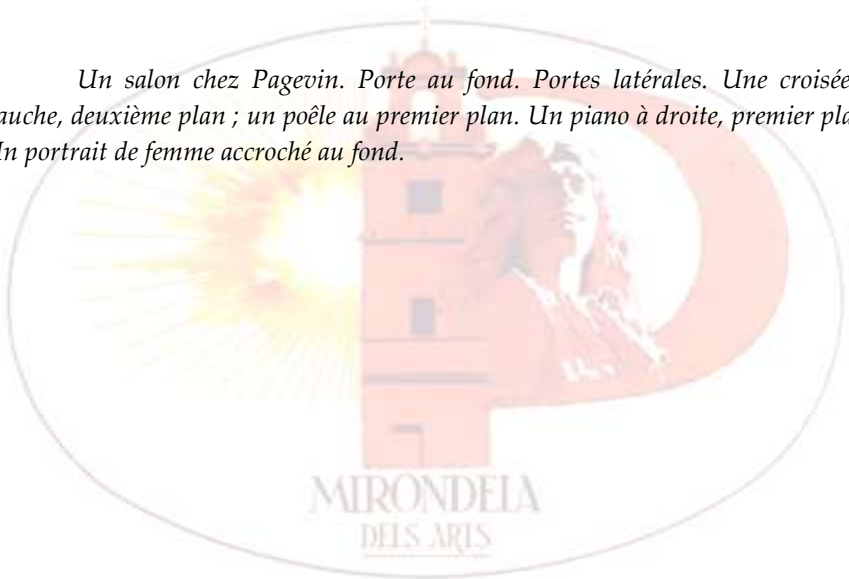 Un salon chez Pagevin. Porte au fond. Portes latérales. Une croisée
auche, deuxième plan ; un poêle au premier plan. Un piano à droite, premier pla
Un portrait de femme accroché au fond.
MIRONDELA
DELS ARTS